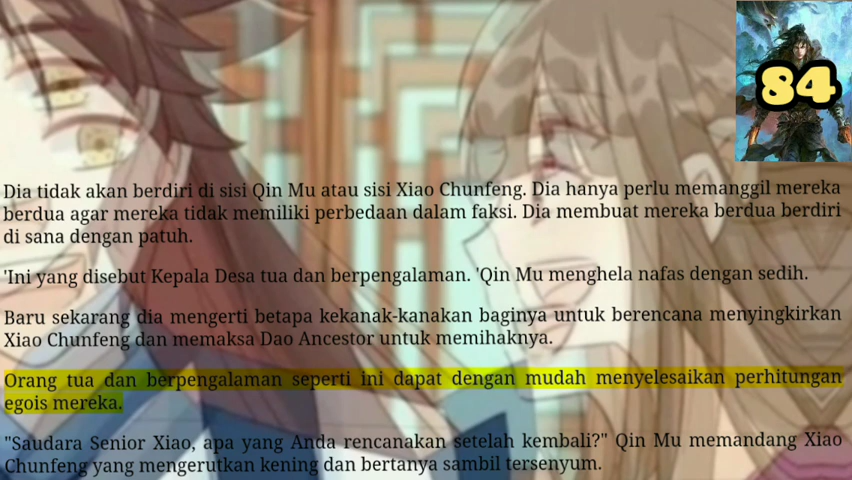 84
Dia tidak akan berdiri di sisi Qin Mu atau sisi Xiao Chunfeng. Dia hanya perlu memanggil mereka
berdua agar mereka tidak memiliki perbedaan dalam faksi. Dia membuat mereka berdua berdiri
di sana dengan patuh.
'Ini yang disebut Kepala Desa tua dan berpengalaman. 'Qin Mu menghela nafas dengan sedih.
Baru sekarang dia mengerti betapa kekanak-kanakan baginya untuk berencana menyingkirkan
Xiao Chunfeng dan memaksa Dao Ancestor untuk memihaknya.
Orang tua dan berpengalaman seperti ini dapat dengan mudah menyelesaikan perhitungan
egois mereka.
"Saudara Senior Xiao, apa yang Anda rencanakan setelah kembali?" Qin Mu memandang Xiao
Chunfeng yang mengerutkan kening dan bertanya sambil tersenyum.